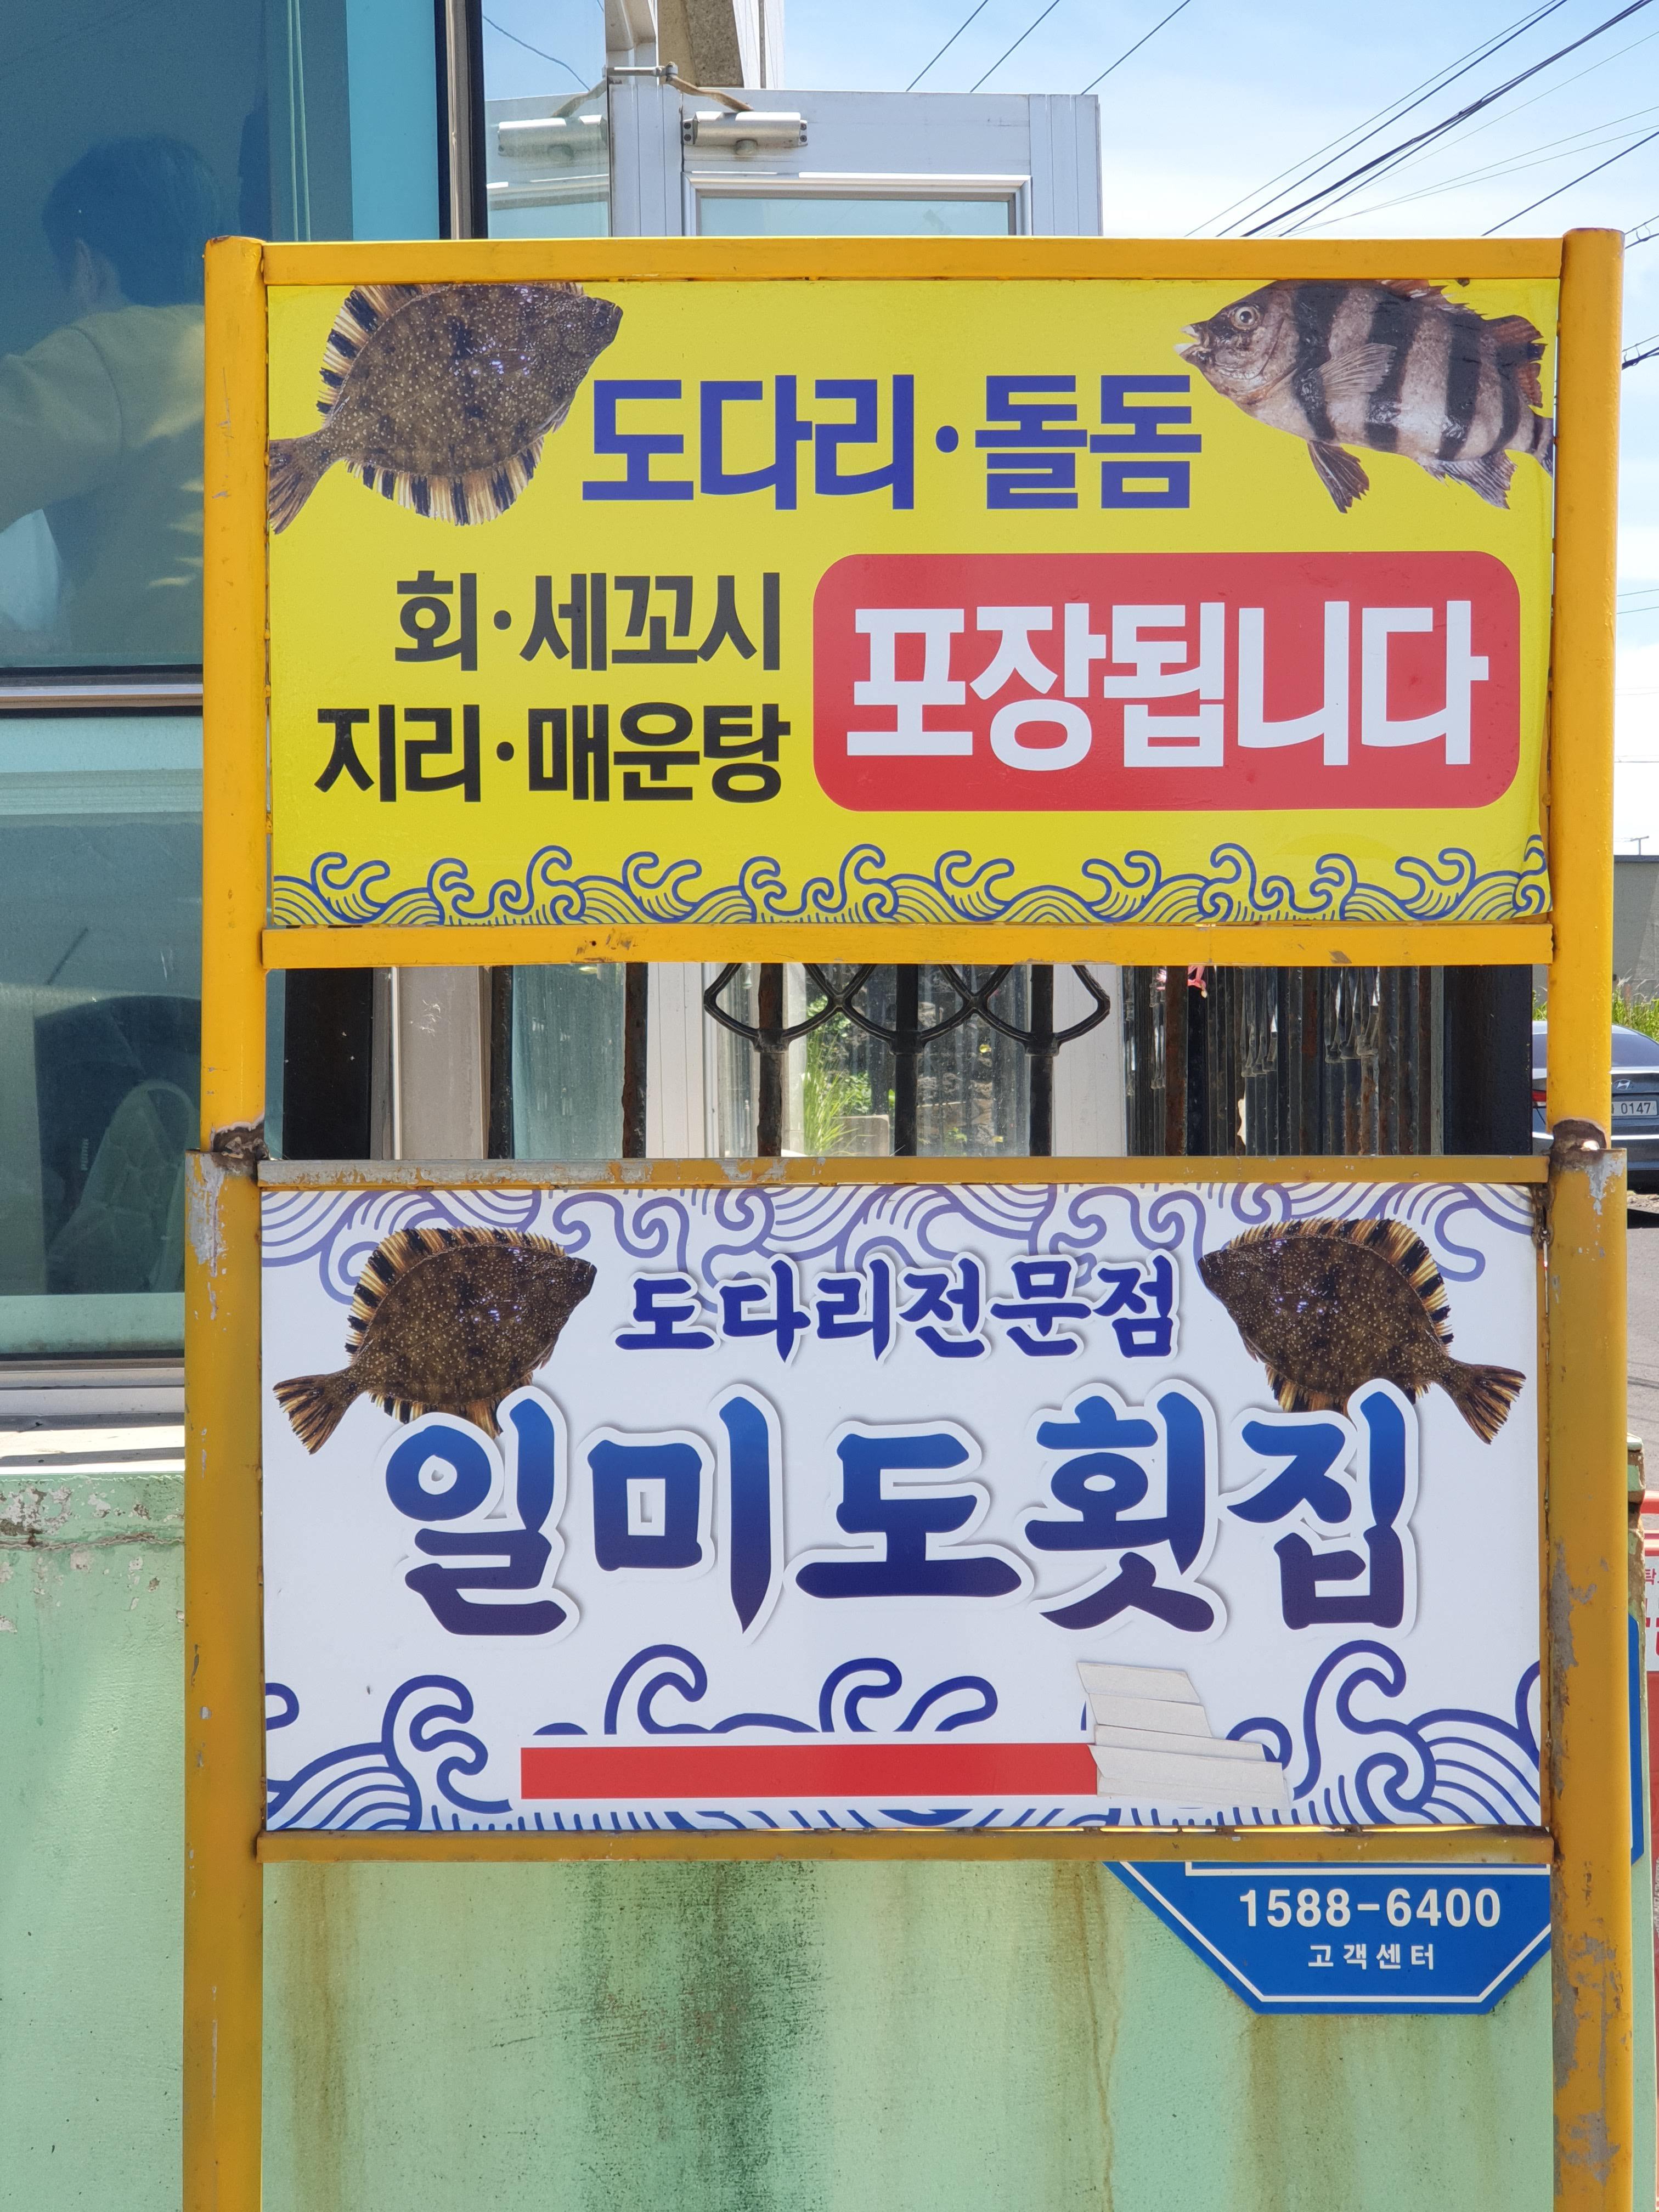 도다리·돌돔
회·세꼬시
지리·매운탕
포장됩니다
도다리전문점
일미도횟집
1588-6400
고객센터
0147